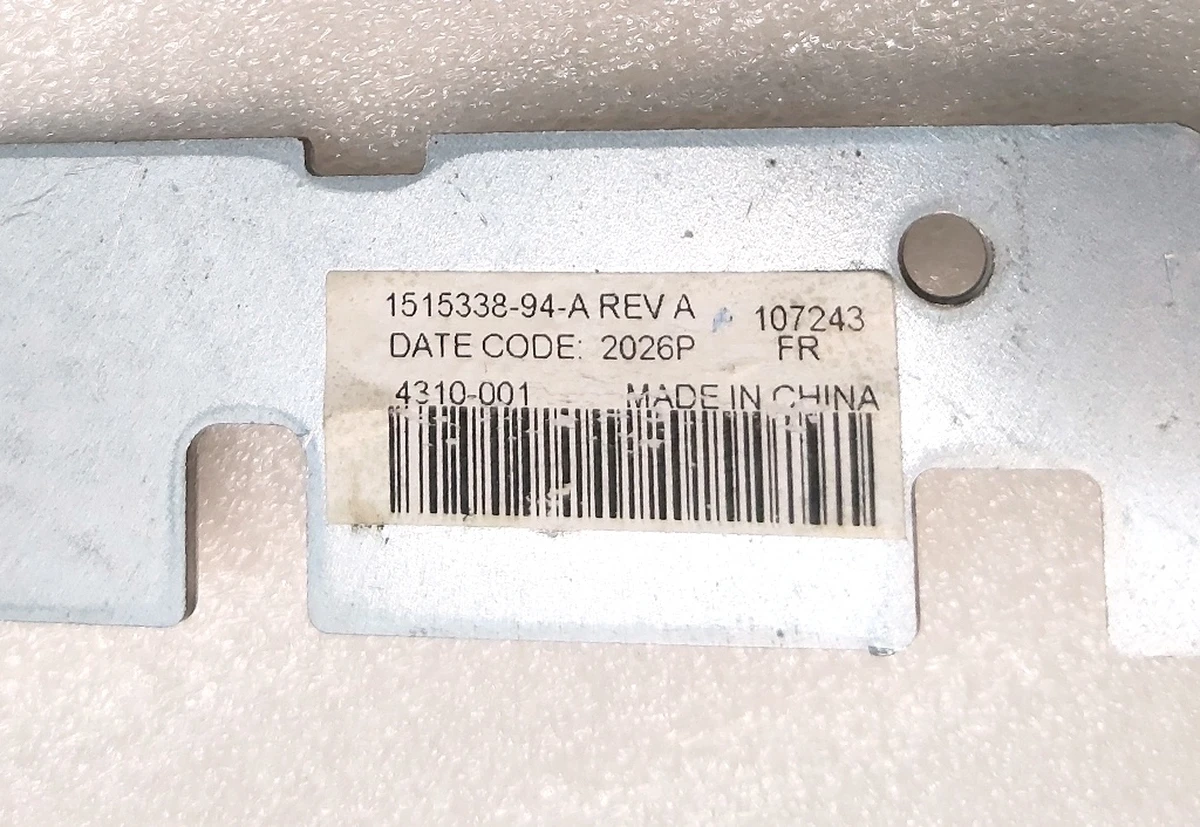 1515338-94-A REV A 107243
DATE CODE: 2026P FR
4310-001 MADE IN CHINA